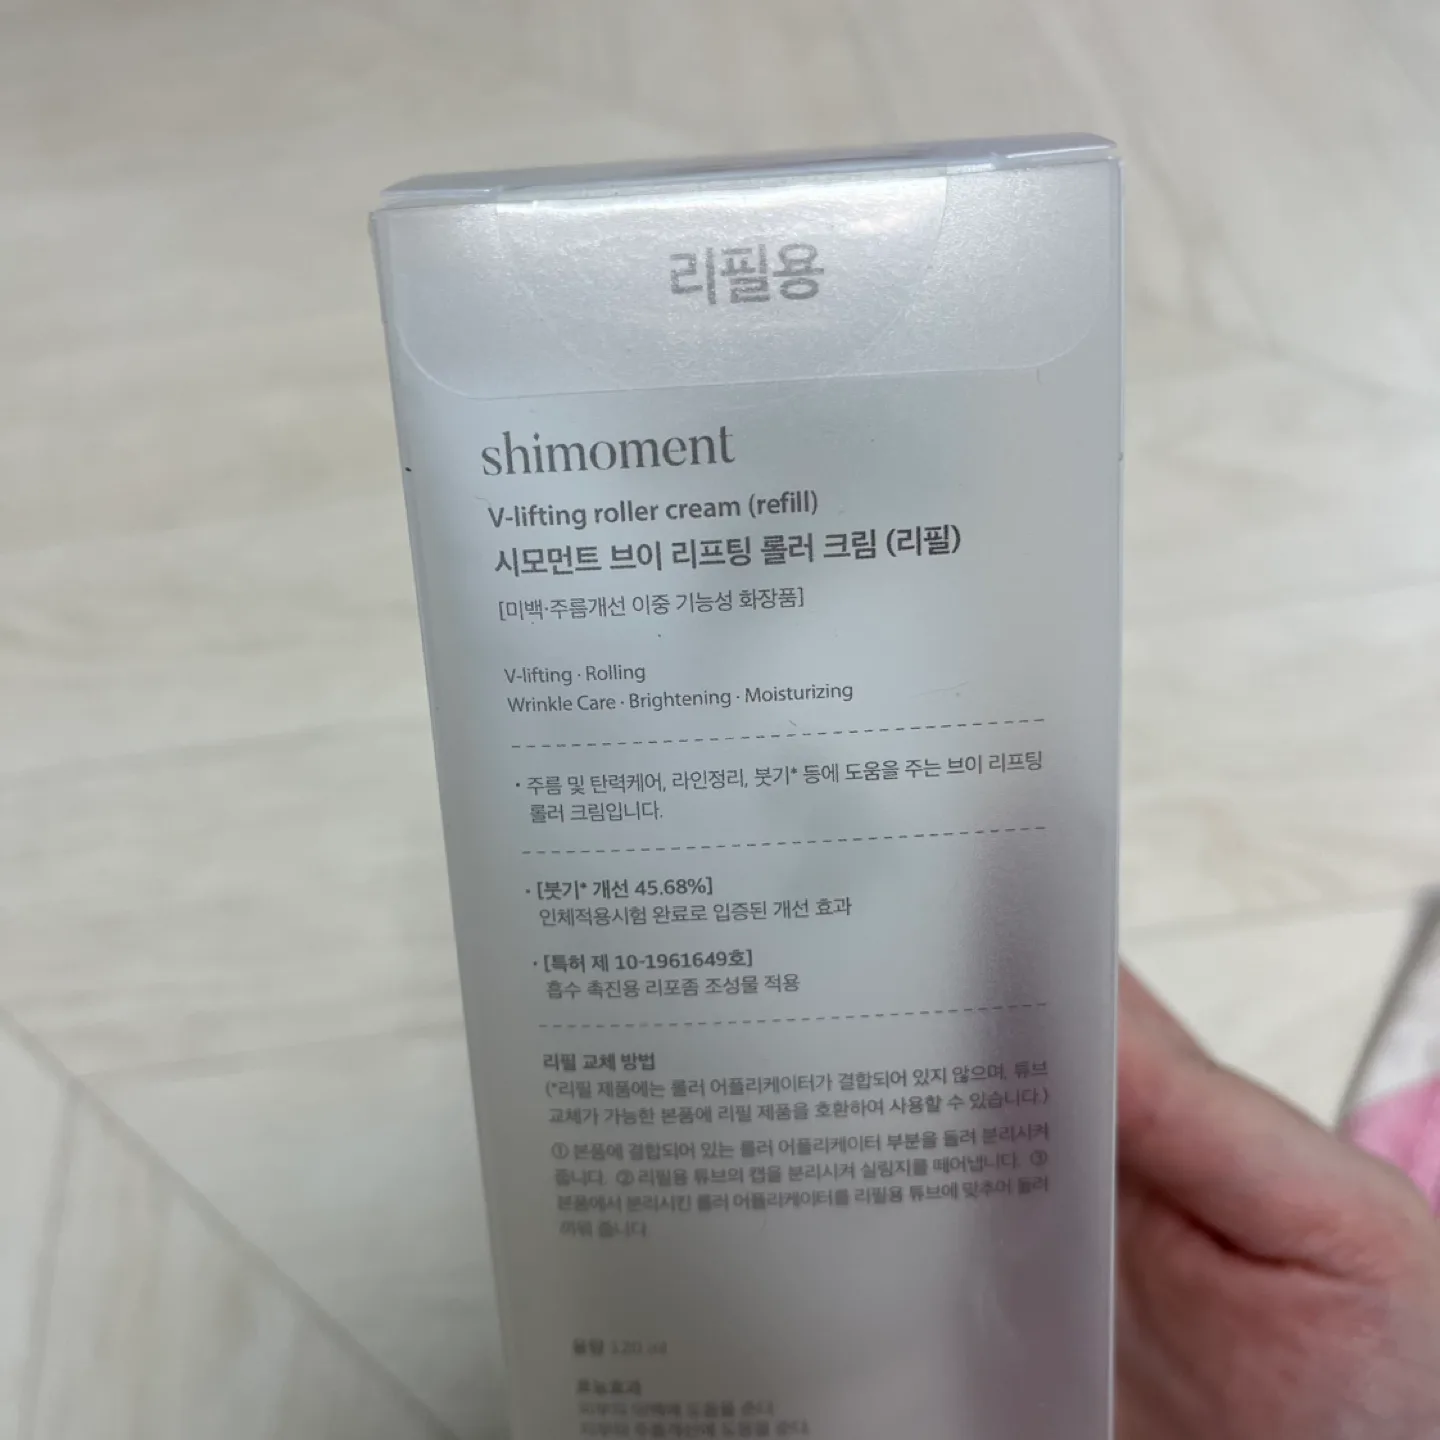 리필용
shimoment
V-lifting roller cream (refill)
시모먼트 브이 리프팅 롤러 크림 (리필)
[미백·주름개선 이중 기능성 화장품]
V-lifting · Rolling
Wrinkle Care · Brightening · Moisturizing
· 주름 및 탄력케어, 라인정리, 붓기* 등에 도움을 주는 브이 리프팅
롤러 크림입니다.
· [붓기* 개선 45.68%]
인체적용시험 완료로 입증된 개선 효과
· [특허 제 10-1961649호]
흡수 촉진용 리포좀 조성물 적용
리필 교체 방법
(*리필 제품에는 롤러 어플리케이터가 결합되어 있지 않으며, 튜브
교체가 가능한 본품에 리필 제품을 호환하여 사용할 수 있습니다.)
① 본품에 결합되어 있는 롤러 어플리케이터 부분을 돌려 분리시켜
줍니다. ② 리필용 튜브의 캡을 분리시켜 실링지를 떼어냅니다. ③
본품에서 분리시킨 롤러 어플리케이터를 리필용 튜브에 맞추어 돌려
끼워 줍니다.
용량
효능효과